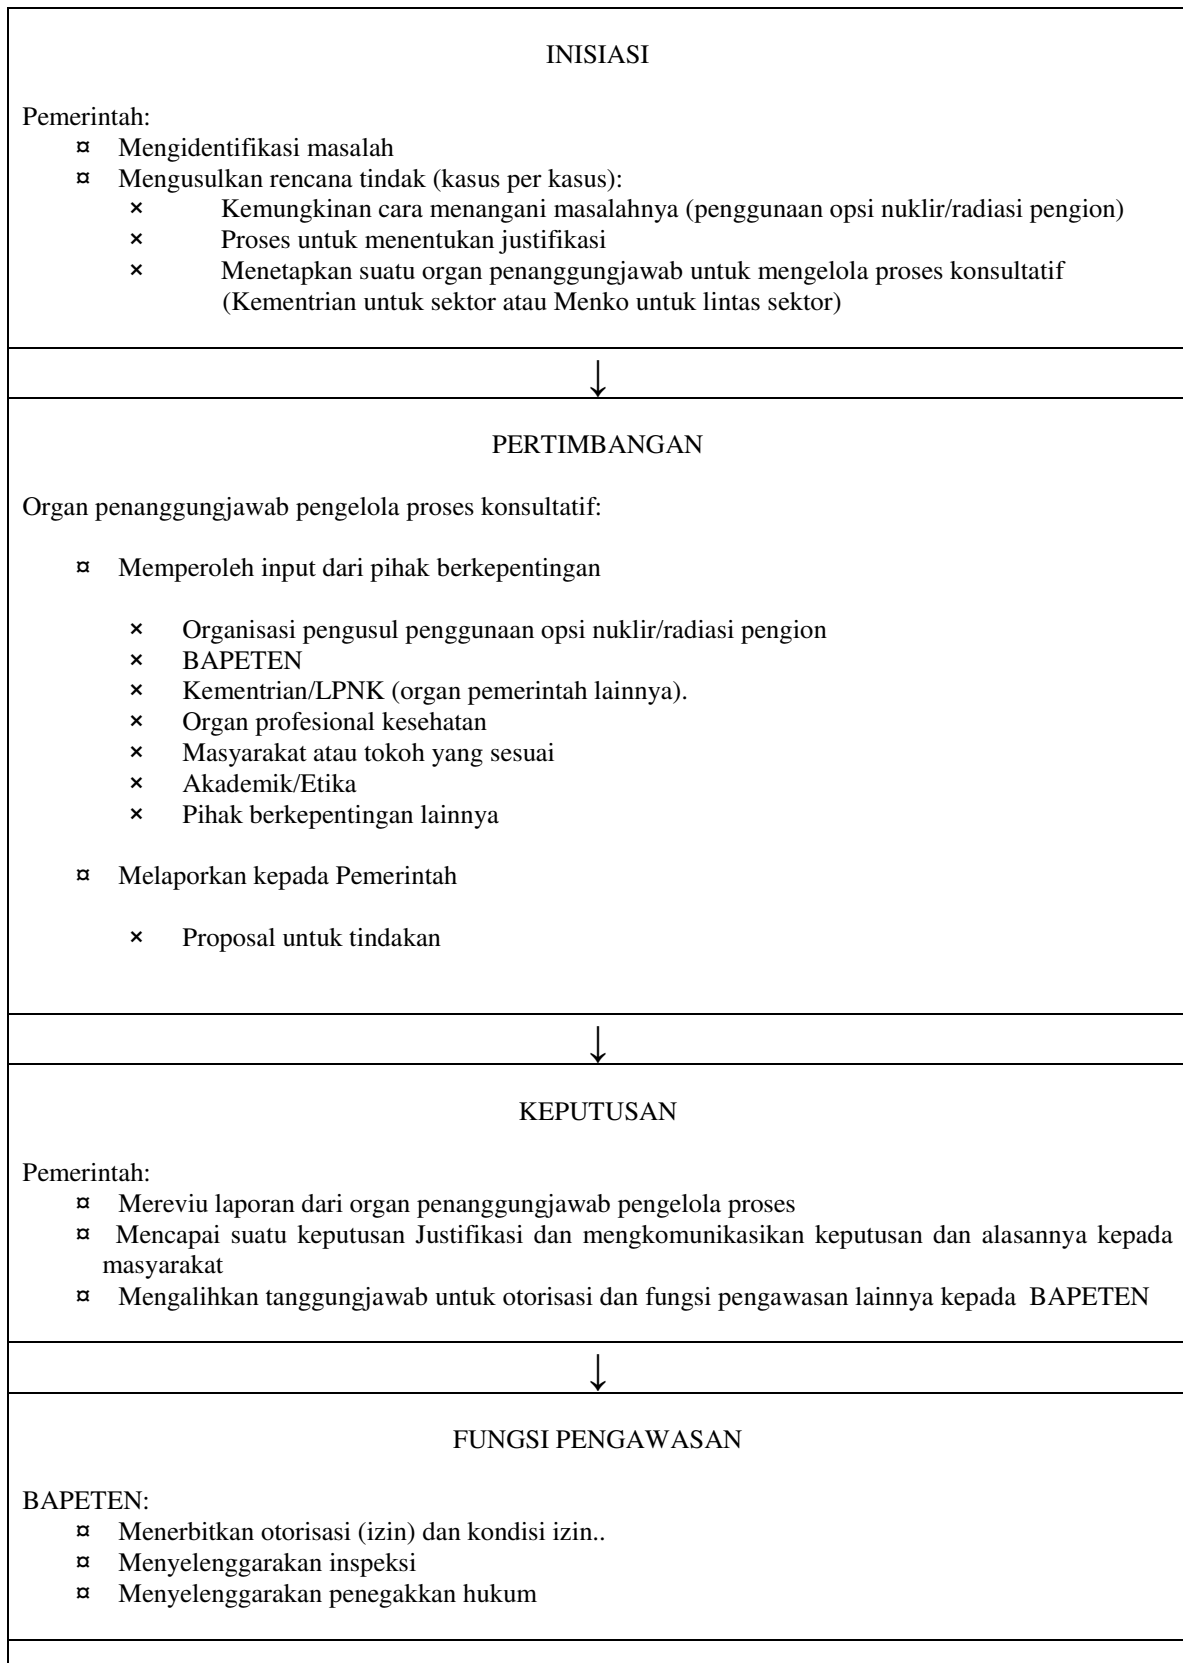 INISIASI
Pemerintah:
¤ Mengidentifikasi masalah
¤ Mengusulkan rencana tindak (kasus per kasus):
× Kemungkinan cara menangani masalahnya (penggunaan opsi nuklir/radiasi pengion)
× Proses untuk menentukan justifikasi
× Menetapkan suatu organ penanggungjawab untuk mengelola proses konsultatif
(Kementrian untuk sektor atau Menko untuk lintas sektor)
↓
PERTIMBANGAN
Organ penanggungjawab pengelola proses konsultatif:
¤ Memperoleh input dari pihak berkepentingan
× Organisasi pengusul penggunaan opsi nuklir/radiasi pengion
× BAPETEN
× Kementrian/LPNK (organ pemerintah lainnya).
× Organ profesional kesehatan
× Masyarakat atau tokoh yang sesuai
× Akademik/Etika
× Pihak berkepentingan lainnya
¤ Melaporkan kepada Pemerintah
× Proposal untuk tindakan
↓
KEPUTUSAN
Pemerintah:
¤ Mereviu laporan dari organ penanggungjawab pengelola proses
¤ Mencapai suatu keputusan Justifikasi dan mengkomunikasikan keputusan dan alasannya kepada
masyarakat
¤ Mengalihkan tanggungjawab untuk otorisasi dan fungsi pengawasan lainnya kepada BAPETEN
↓
FUNGSI PENGAWASAN
BAPETEN:
¤ Menerbitkan otorisasi (izin) dan kondisi izin..
¤ Menyelenggarakan inspeksi
¤ Menyelenggarakan penegakkan hukum